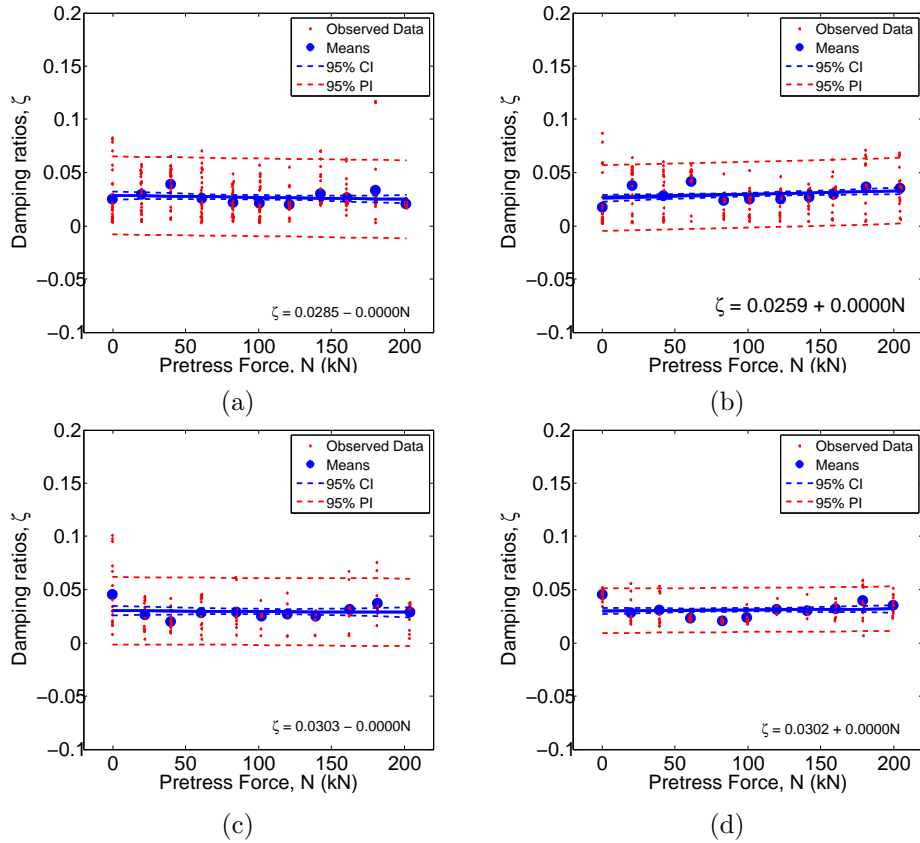 0.2
0.15
0.1
0.05
0
−0.05
−0.1
Damping ratios, ζ
Observed Data
Means
95% CI
95% PI
ζ = 0.0285 − 0.0000N
0 50 100 150 200
Pretress Force, N (kN)
(a)
0.2
0.15
0.1
0.05
0
−0.05
−0.1
Damping ratios, ζ
Observed Data
Means
95% CI
95% PI
ζ = 0.0259 + 0.0000N
0 50 100 150 200
Pretress Force, N (kN)
(b)
0.2
0.15
0.1
0.05
0
−0.05
−0.1
Damping ratios, ζ
Observed Data
Means
95% CI
95% PI
ζ = 0.0303 − 0.0000N
0 50 100 150 200
Pretress Force, N (kN)
(c)
0.2
0.15
0.1
0.05
0
−0.05
−0.1
Damping ratios, ζ
Observed Data
Means
95% CI
95% PI
ζ = 0.0302 + 0.0000N
0 50 100 150 200
Pretress Force, N (kN)
(d)